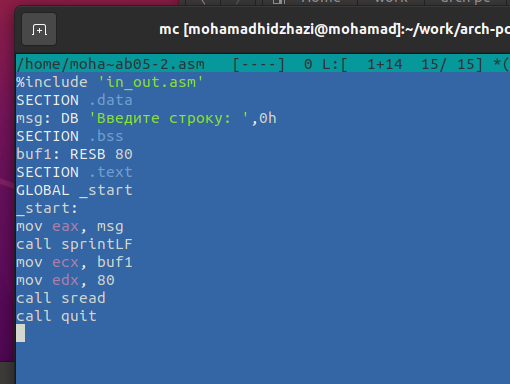 mc [mohamadhidzhazi@mohamad]:~/work/arch-pc
/home/moha~ab05-2.asm   [----]  0 L:[  1+14  15/ 15] *(
%include 'in_out.asm'
SECTION .data
msg: DB 'Введите строку: ',0h
SECTION .bss
buf1: RESB 80
SECTION .text
GLOBAL _start
_start:
mov eax, msg
call sprintLF
mov ecx, buf1
mov edx, 80
call sread
call quit